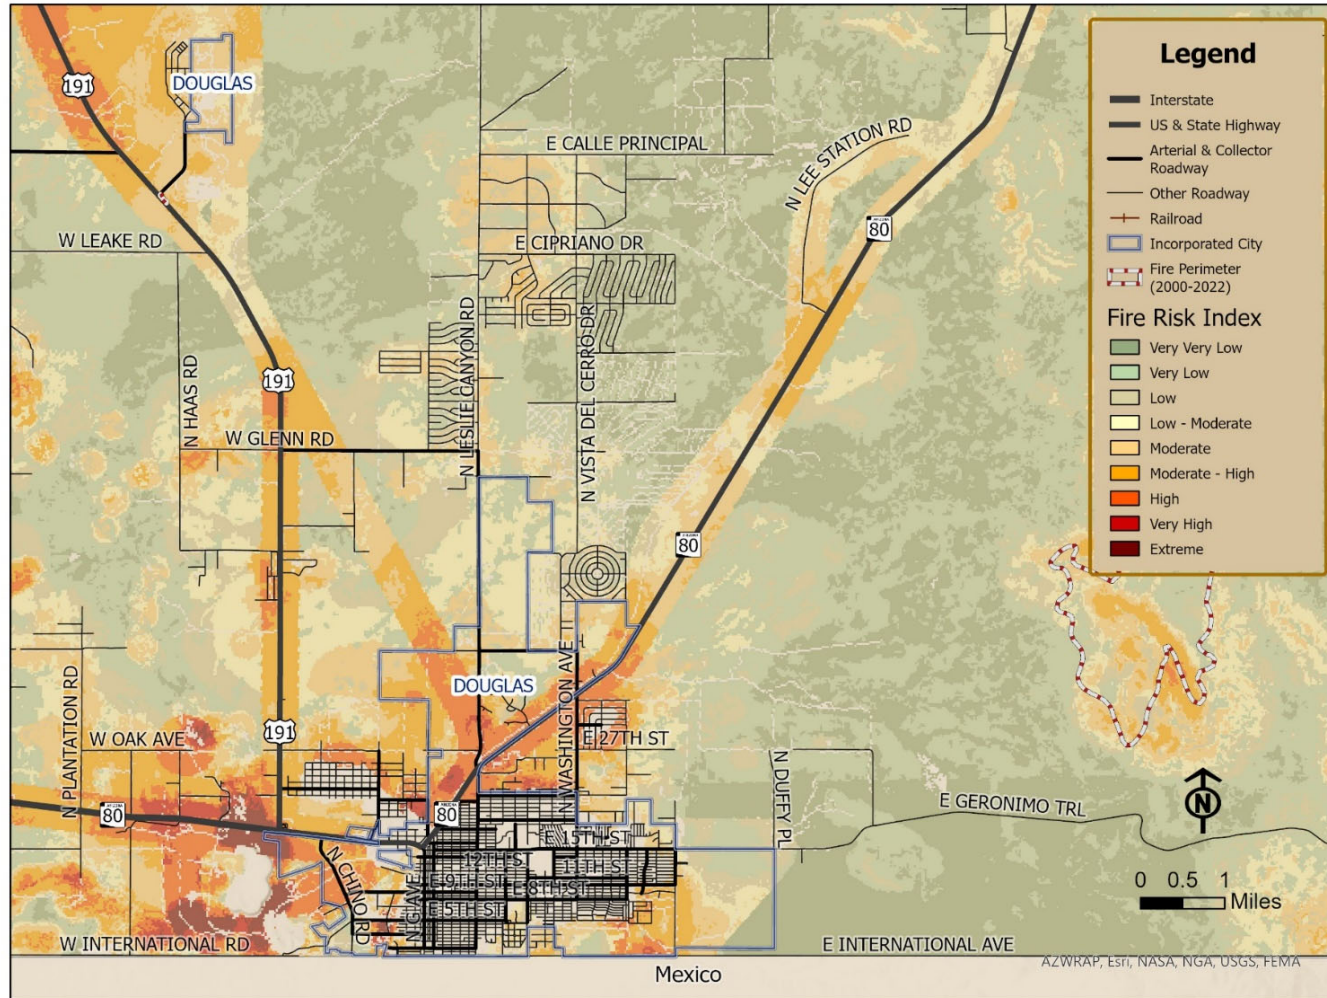 Legend
Interstate
US & State Highway
Arterial & Collector
Roadway
Other Roadway
Railroad
Incorporated City
Fire Perimeter
(2000-2022)
Fire Risk Index
Very Very Low
Very Low
Low
Low - Moderate
Moderate
Moderate - High
High
Very High
Extreme
191
DOUGLAS
E CALLE PRINCIPAL
N LEE STATION RD
80
W LEAKE RD
E CIPRIANO DR
N HAAS RD
191
N LESLIE CANYON RD
N VISTA DEL CERRO DR
W GLENN RD
80
N PLANTATION RD
DOUGLAS
N WASHINGTON AVE
191
W OAK AVE
E 27TH ST
N DUFFY PL
80
ARIZONA
80
E GERONIMO TRL
N
E 15TH ST
12TH ST
11TH ST
N CHINO RD
E 9TH ST
E 8TH ST
N G AVE
E 5TH ST
0 0.5 1
Miles
W INTERNATIONAL RD
E INTERNATIONAL AVE
AZWRAP, Esri, NASA, NGA, USGS, FEMA
Mexico